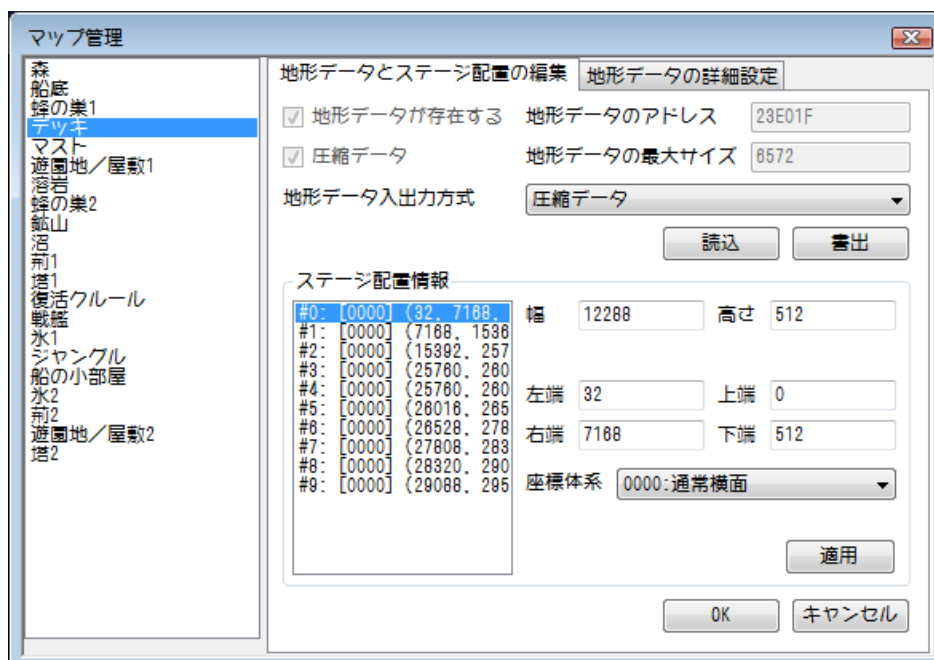 マップ管理
森
船底
蜂の巣1
デッキ
マスト
遊園地／屋敷1
溶岩
蜂の巣2
鉱山
沼
荊1
塔1
復活クルール
戦艦
氷1
ジャングル
船の小部屋
氷2
荊2
遊園地／屋敷2
塔2
地形データとステージ配置の編集 地形データの詳細設定
地形データが存在する 地形データのアドレス 23E01F
圧縮データ 地形データの最大サイズ 6572
地形データ入出力方式 圧縮データ
読込 書出
ステージ配置情報
#0: [0000] (32, 7168,
#1: [0000] (7168, 1536
#2: [0000] (15392, 257
#3: [0000] (25760, 260
#4: [0000] (25760, 260
#5: [0000] (26016, 265
#6: [0000] (26528, 278
#7: [0000] (27808, 283
#8: [0000] (28320, 290
#9: [0000] (29088, 295
幅 12288 高さ 512
左端 32 上端 0
右端 7168 下端 512
座標体系 0000:通常横面
適用
OK キャンセル